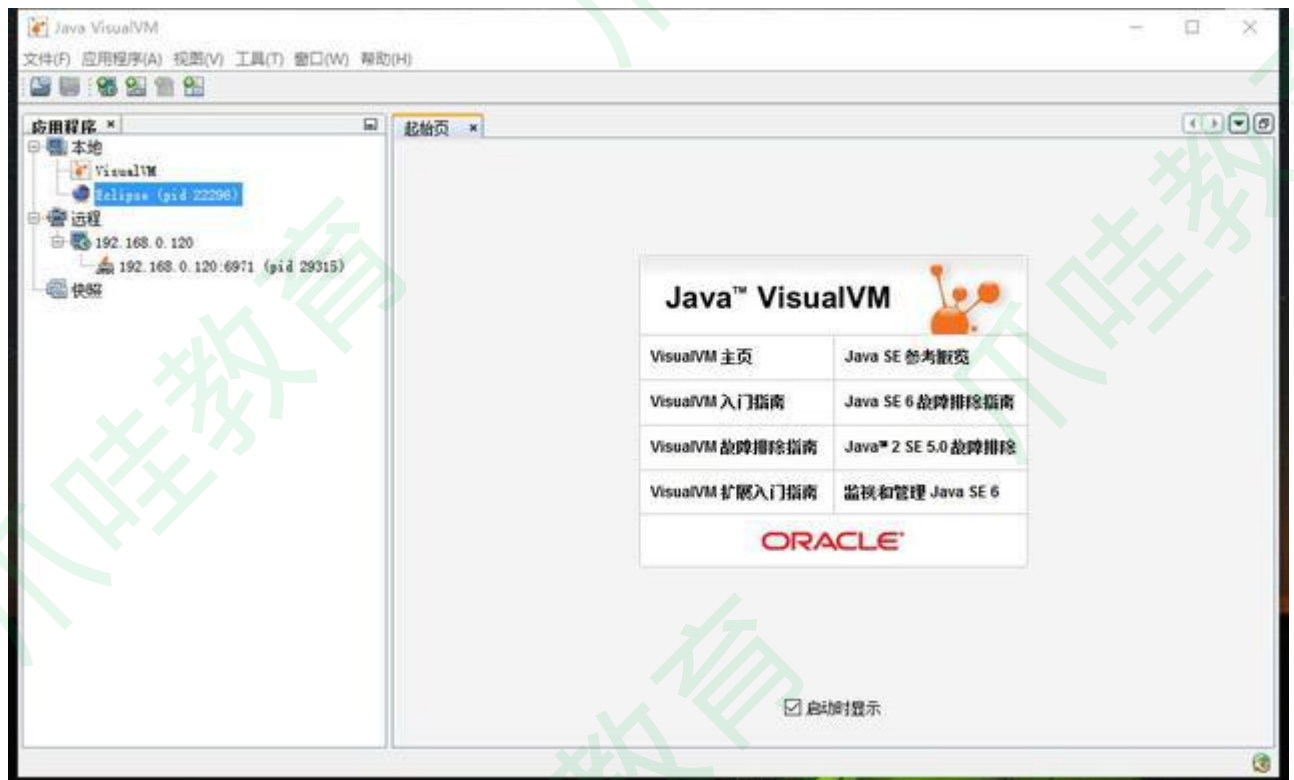 Java VisualVM
文件(F) 应用程序(A) 视图(V) 工具(T) 窗口(W) 帮助(H)
应用程序
起始页
本地
VisualVM
Eclipse (pid 22296)
远程
192.168.0.120
192.168.0.120:6971 (pid 29315)
快照
Java™ VisualVM
VisualVM 主页
Java SE 参考概览
VisualVM 入门指南
Java SE 6 故障排除指南
VisualVM 故障排除指南
Java™ 2 SE 5.0 故障排除
VisualVM 扩展入门指南
监视和管理 Java SE 6
ORACLE
启动时显示
爪哇教育